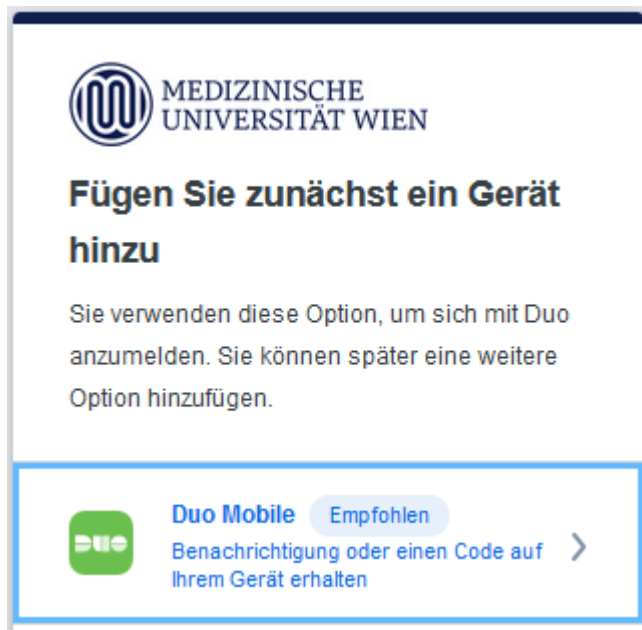 MEDIZINISCHE
UNIVERSITÄT WIEN
Fügen Sie zunächst ein Gerät
hinzu
Sie verwenden diese Option, um sich mit Duo
anzumelden. Sie können später eine weitere
Option hinzufügen.
DUO
Duo Mobile Empfohlen
Benachrichtigung oder einen Code auf
Ihrem Gerät erhalten